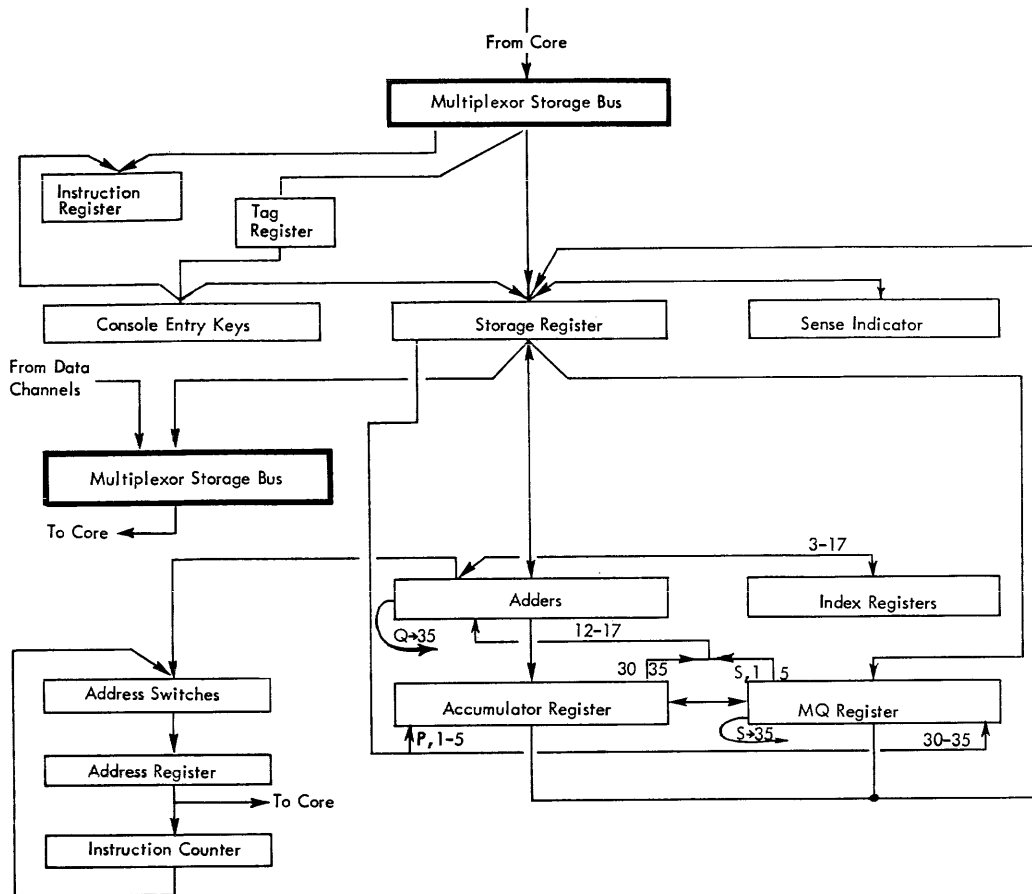 From Core
Multiplexor Storage Bus
Instruction
Register
Tag
Register
Console Entry Keys
Storage Register
Sense Indicator
From Data
Channels
Multiplexor Storage Bus
To Core
3-17
Adders
Index Registers
Q→35
12-17
30 35
S,1 5
Address Switches
Accumulator Register
MQ Register
P,1-5
S→35
30-35
Address Register
To Core
Instruction Counter